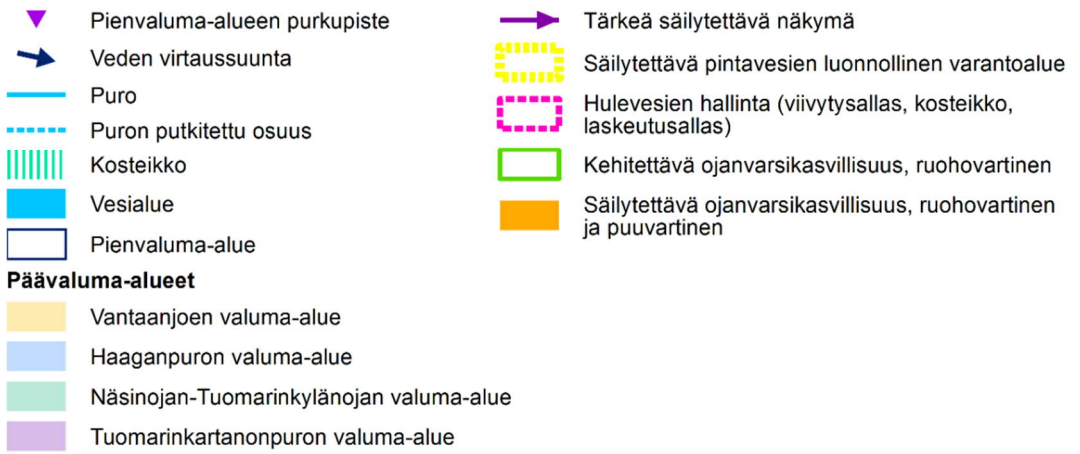 Pienvaluma-alueen purkupiste
Veden virtaussuunta
Puro
Puron putkitettu osuus
Kosteikko
Vesialue
Pienvaluma-alue
Päävaluma-alueet
Vantaanjoen valuma-alue
Haaganpuron valuma-alue
Näsinojan-Tuomarinkylänojan valuma-alue
Tuomarinkartanonpuron valuma-alue
Tärkeä säilytettävä näkymä
Säilytettävä pintavesien luonnollinen varantoalue
Hulevesien hallinta (viivytysallas, kosteikko,
laskeutusallas)
Kehitettävä ojanvarsikasvillisuus, ruohovartinen
Säilytettävä ojanvarsikasvillisuus, ruohovartinen
ja puuvartinen